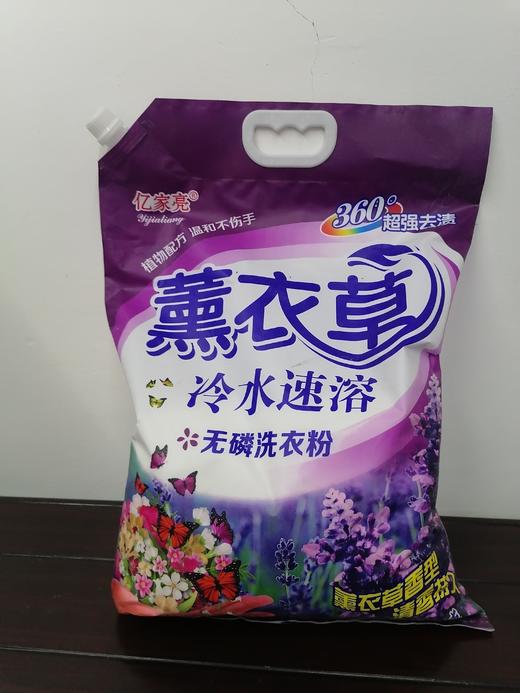 亿家亮®
Yijialiang
植物配方 温和不伤手
360°
超强去渍
薰衣草
冷水速溶
无磷洗衣粉
薰衣草香型
清香持久